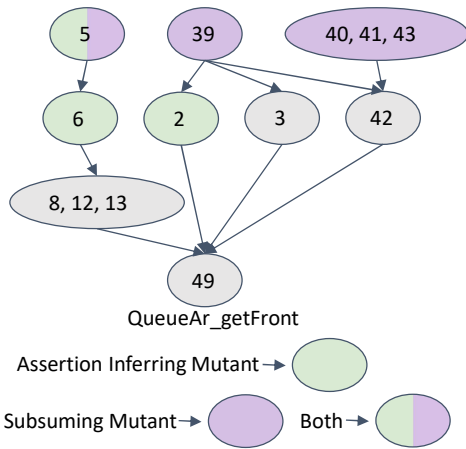 5
39
40, 41, 43
6
2
3
42
8, 12, 13
49
QueueAr_getFront
Assertion Inferring Mutant
Subsuming Mutant
Both